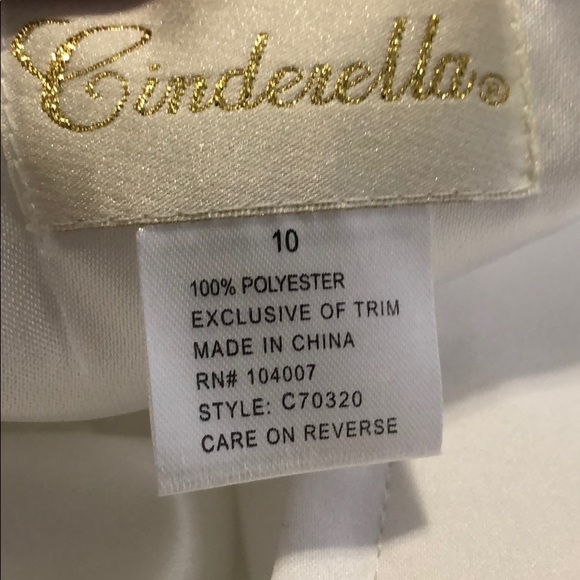 Cinderella®
10
100% POLYESTER
EXCLUSIVE OF TRIM
MADE IN CHINA
RN# 104007
STYLE: C70320
CARE ON REVERSE